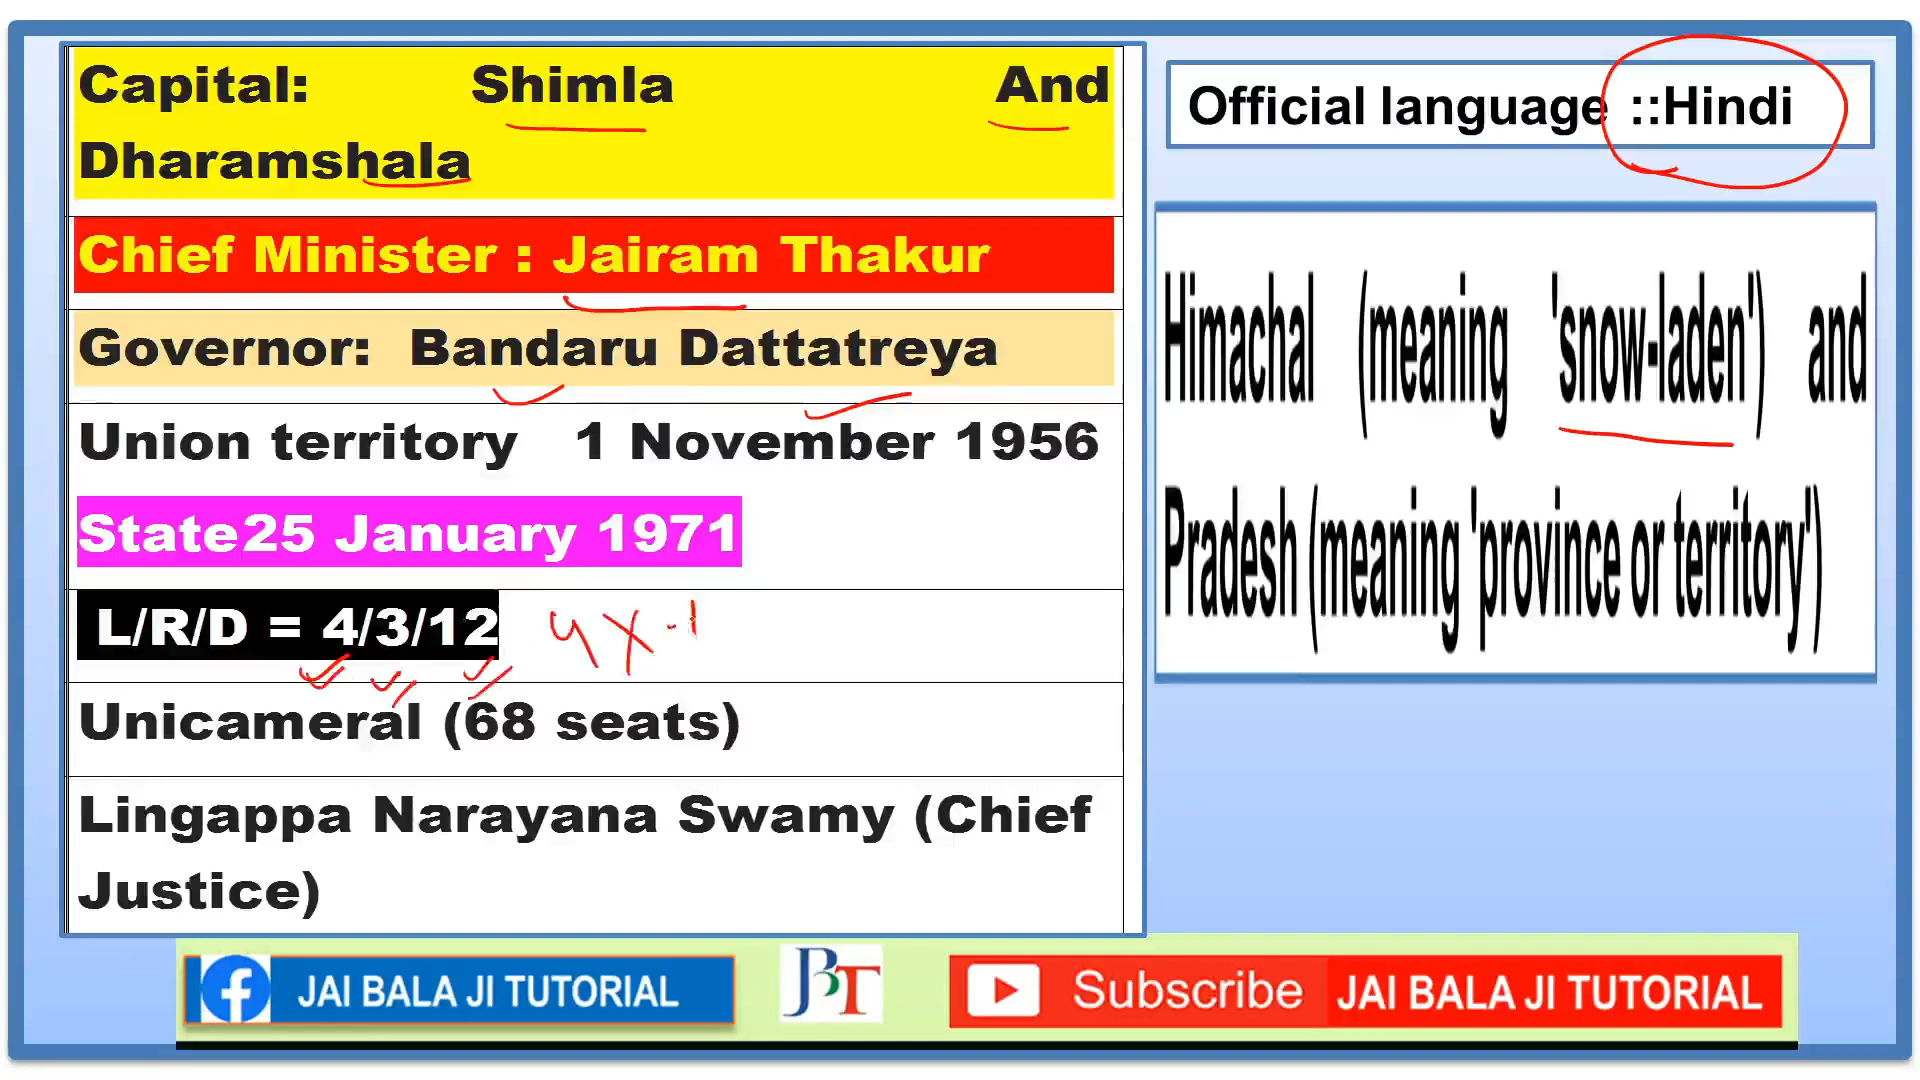 Capital: Shimla And
Dharamshala
Chief Minister : Jairam Thakur
Governor: Bandaru Dattatreya
Union territory 1 November 1956
State25 January 1971
L/R/D = 4/3/12
Unicameral (68 seats)
Lingappa Narayana Swamy (Chief
Justice)
Official language ::Hindi
Himachal (meaning 'snow-laden') and
Pradesh (meaning 'province or territory')
JAI BALA JI TUTORIAL
JBT
Subscribe JAI BALA JI TUTORIAL